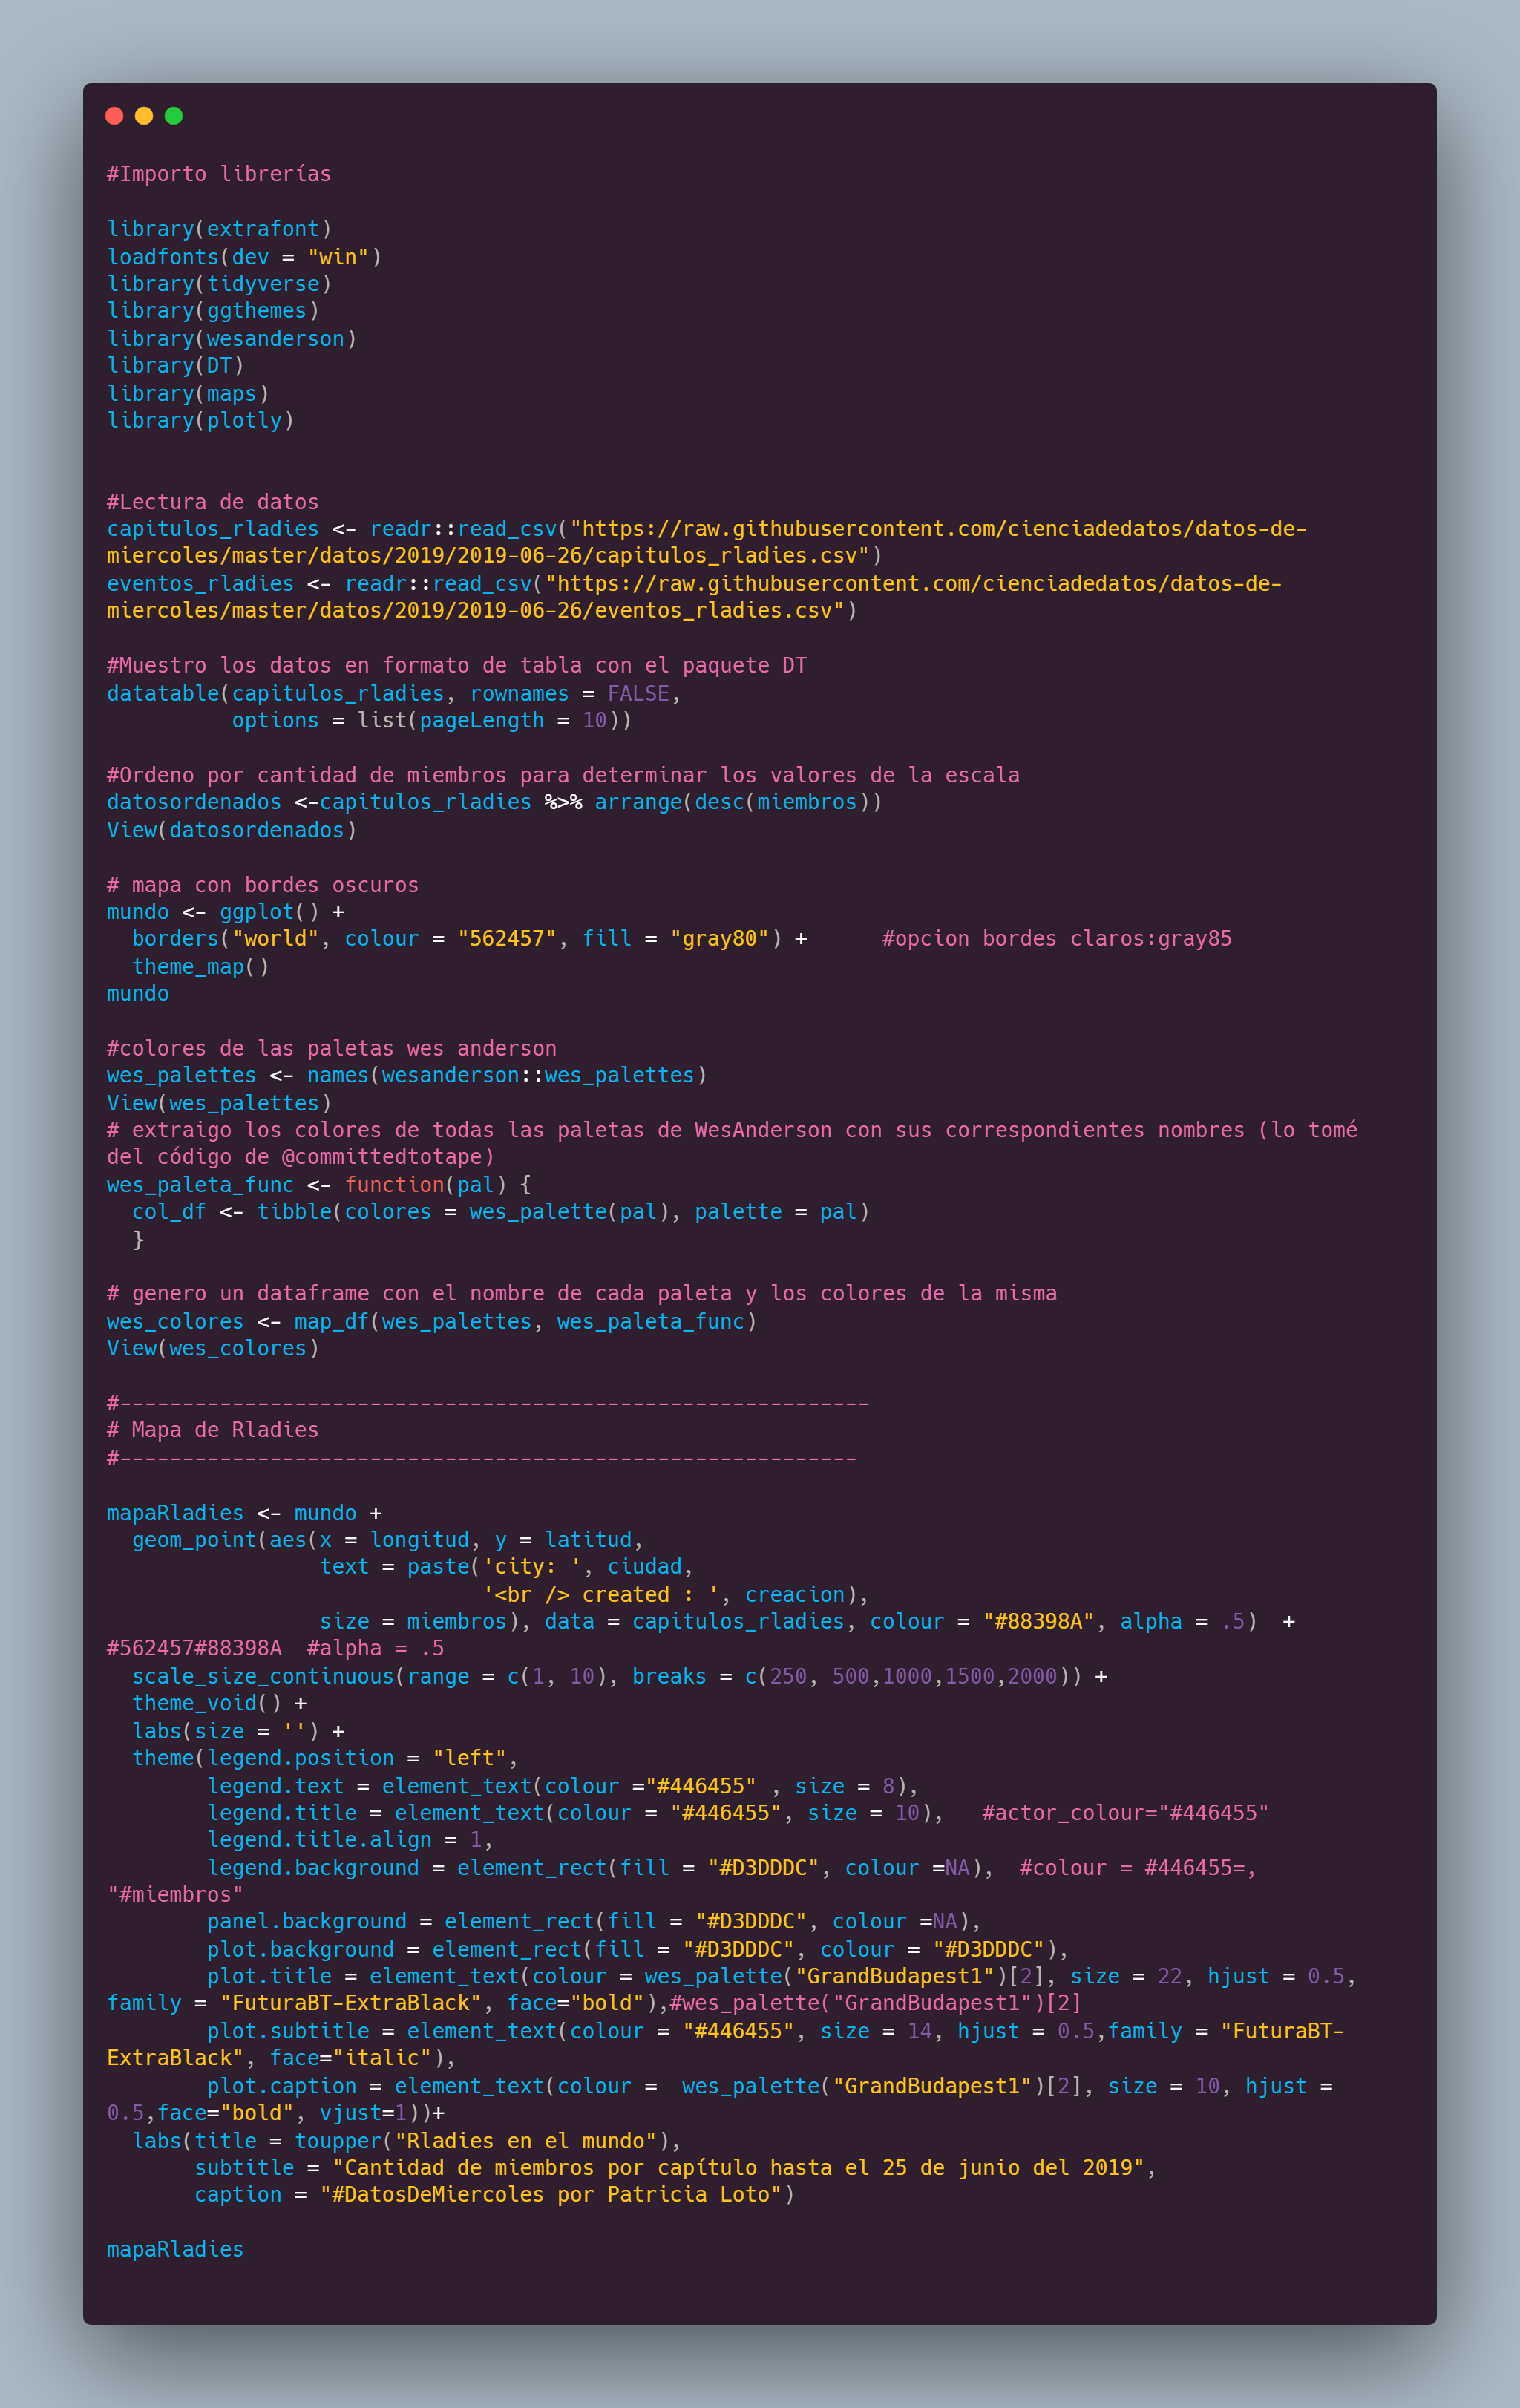 #Importo librerías

library(extrafont)
loadfonts(dev = "win")
library(tidyverse)
library(ggthemes)
library(wesanderson)
library(DT)
library(maps)
library(plotly)


#Lectura de datos
capitulos_rladies <- readr::read_csv("https://raw.githubusercontent.com/cienciadedatos/datos-de-
miercoles/master/datos/2019/2019-06-26/capitulos_rladies.csv")
eventos_rladies <- readr::read_csv("https://raw.githubusercontent.com/cienciadedatos/datos-de-
miercoles/master/datos/2019/2019-06-26/eventos_rladies.csv")

#Muestro los datos en formato de tabla con el paquete DT
datatable(capitulos_rladies, rownames = FALSE,
          options = list(pageLength = 10))

#Ordeno por cantidad de miembros para determinar los valores de la escala
datosordenados <-capitulos_rladies %>% arrange(desc(miembros))
View(datosordenados)

# mapa con bordes oscuros
mundo <- ggplot() +
  borders("world", colour = "562457", fill = "gray80") +      #opcion bordes claros:gray85
  theme_map()
mundo

#colores de las paletas wes anderson
wes_palettes <- names(wesanderson::wes_palettes)
View(wes_palettes)
# extraigo los colores de todas las paletas de WesAnderson con sus correspondientes nombres (lo tomé
del código de @committedtotape)
wes_paleta_func <- function(pal) {
  col_df <- tibble(colores = wes_palette(pal), palette = pal)
  }

# genero un dataframe con el nombre de cada paleta y los colores de la misma
wes_colores <- map_df(wes_palettes, wes_paleta_func)
View(wes_colores)

#------------------------------------------------------------
# Mapa de Rladies
#-----------------------------------------------------------

mapaRladies <- mundo +
  geom_point(aes(x = longitud, y = latitud,
                 text = paste('city: ', ciudad,
                              '<br /> created : ', creacion),
                 size = miembros), data = capitulos_rladies, colour = "#88398A", alpha = .5)  +
#562457#88398A  #alpha = .5
  scale_size_continuous(range = c(1, 10), breaks = c(250, 500,1000,1500,2000)) +
  theme_void() +
  labs(size = '') +
  theme(legend.position = "left",
        legend.text = element_text(colour ="#446455" , size = 8),
        legend.title = element_text(colour = "#446455", size = 10),   #actor_colour="#446455"
        legend.title.align = 1,
        legend.background = element_rect(fill = "#D3DDDC", colour =NA),  #colour = #446455=,
"#miembros"
        panel.background = element_rect(fill = "#D3DDDC", colour =NA),
        plot.background = element_rect(fill = "#D3DDDC", colour = "#D3DDDC"),
        plot.title = element_text(colour = wes_palette("GrandBudapest1")[2], size = 22, hjust = 0.5,
family = "FuturaBT-ExtraBlack", face="bold"),#wes_palette("GrandBudapest1")[2]
        plot.subtitle = element_text(colour = "#446455", size = 14, hjust = 0.5,family = "FuturaBT-
ExtraBlack", face="italic"),
        plot.caption = element_text(colour =  wes_palette("GrandBudapest1")[2], size = 10, hjust =
0.5,face="bold", vjust=1))+
  labs(title = toupper("Rladies en el mundo"),
       subtitle = "Cantidad de miembros por capítulo hasta el 25 de junio del 2019",
       caption = "#DatosDeMiercoles por Patricia Loto")

mapaRladies